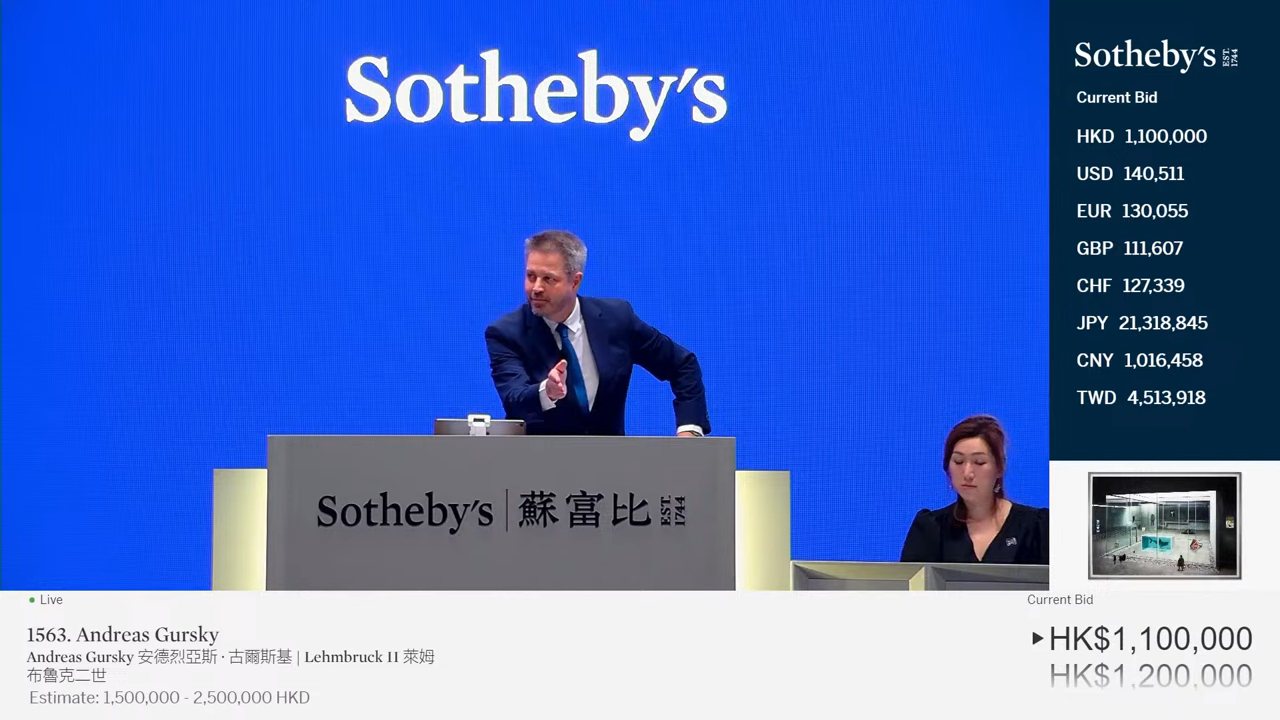 Sotheby's
Sotheby's | 蘇富比 EST. 1744
Sotheby's EST. 1744
Current Bid
HKD 1,100,000
USD 140,511
EUR 130,055
GBP 111,607
CHF 127,339
JPY 21,318,845
CNY 1,016,458
TWD 4,513,918
Live
1563. Andreas Gursky
Andreas Gursky 安德烈亞斯 · 古爾斯基 | Lehmbruck II 萊姆
布魯克二世
Estimate: 1,500,000 - 2,500,000 HKD
Current Bid
HK$1,100,000
HK$1,200,000